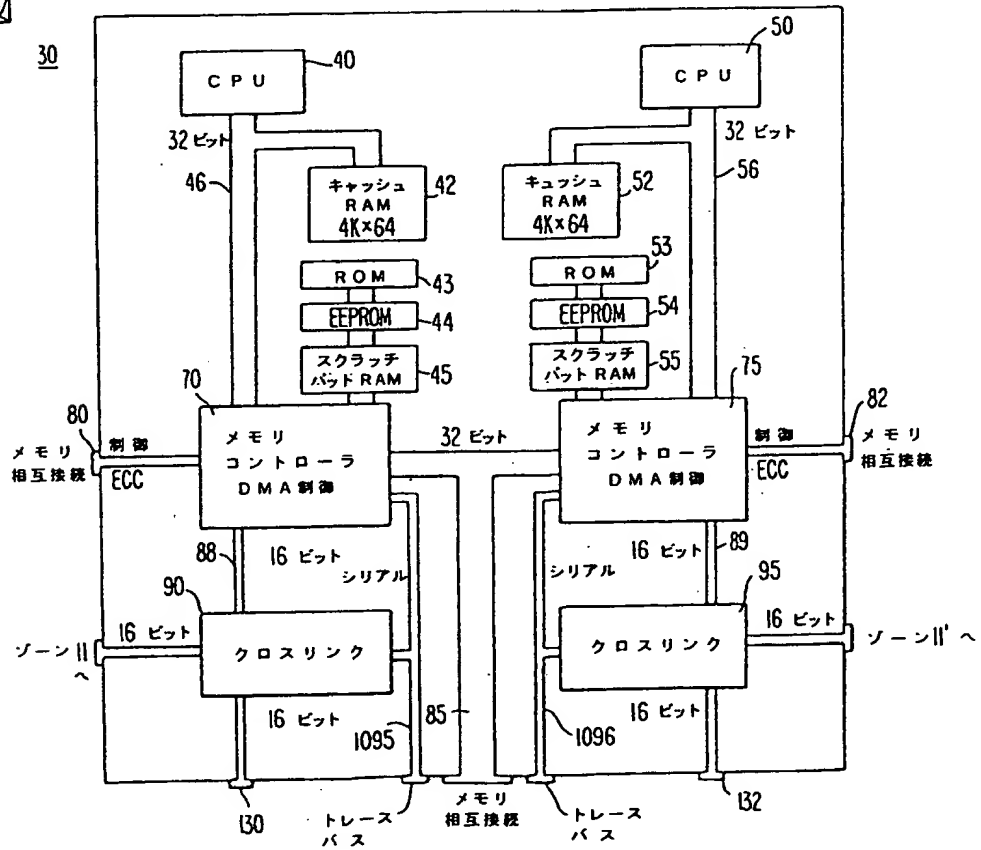 30
40
50
CPU
CPU
32 ビット
32 ビット
46
56
キャッシュ
RAM
4K×64
42
キュッシュ
RAM
4K×64
52
ROM
43
ROM
53
EEPROM
44
EEPROM
54
スクラッチ
パッド RAM
45
スクラッチ
パット RAM
55
70
75
80
82
メモリ
相互接続
制御
ECC
メモリ
コントローラ
DMA 制御
32 ビット
メモリ
コントローラ
DMA 制御
制御
ECC
メモリ
相互接続
88
16 ビット
シリアル
シリアル
16 ビット
89
90
95
16 ビット
ゾーン11
へ
クロスリンク
クロスリンク
16 ビット
ゾーン11'へ
16 ビット
85
16 ビット
1095
1096
130
トレース
バス
メモリ
相互接続
トレース
バス
132